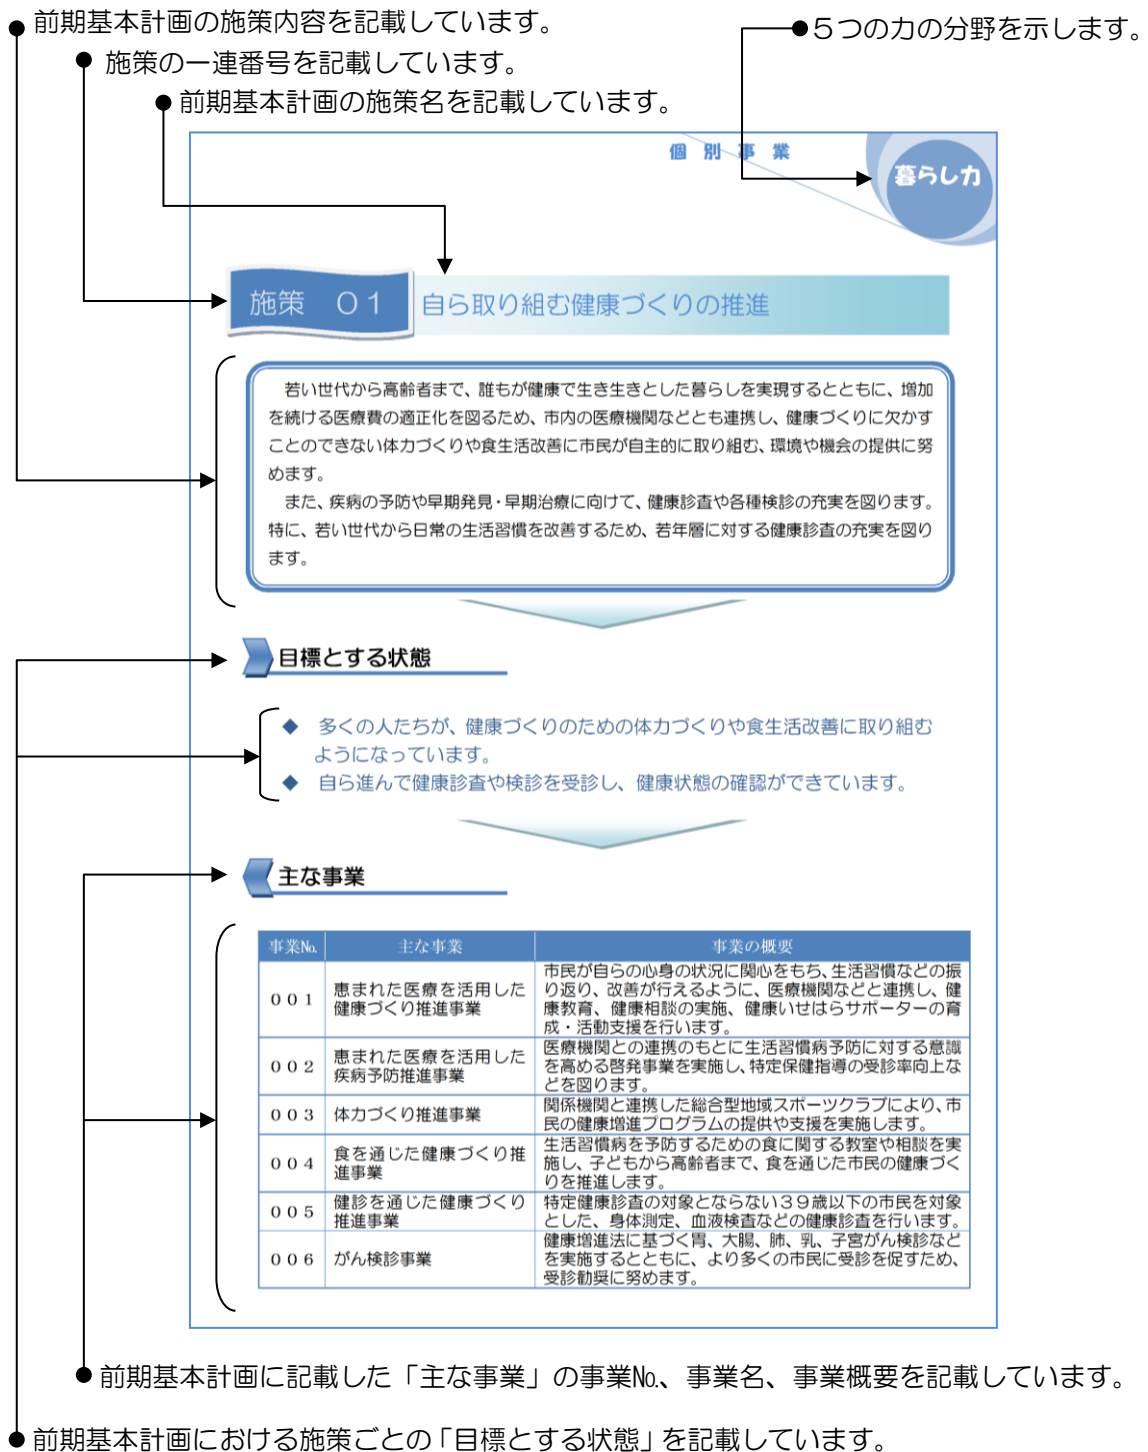 前期基本計画の施策内容を記載しています。
５つの力の分野を示します。
施策の一連番号を記載しています。
前期基本計画の施策名を記載しています。
個別事業
暮らし力
施策　０１
自ら取り組む健康づくりの推進
若い世代から高齢者まで、誰もが健康で生き生きとした暮らしを実現するとともに、増加
を続ける医療費の適正化を図るため、市内の医療機関などとも連携し、健康づくりに欠かす
ことのできない体力づくりや食生活改善に市民が自主的に取り組む、環境や機会の提供に努
めます。
また、疾病の予防や早期発見・早期治療に向けて、健康診査や各種検診の充実を図ります。
特に、若い世代から日常の生活習慣を改善するため、若年層に対する健康診査の充実を図り
ます。
目標とする状態
◆　多くの人たちが、健康づくりのための体力づくりや食生活改善に取り組む
ようになっています。
◆　自ら進んで健康診査や検診を受診し、健康状態の確認ができています。
主な事業
事業№　主な事業　事業の概要
００１
恵まれた医療を活用した
健康づくり推進事業
市民が自らの心身の状況に関心をもち、生活習慣などの振
り返り、改善が行えるように、医療機関などと連携し、健
康教育、健康相談の実施、健康いせはらサポーターの育
成・活動支援を行います。
００２
恵まれた医療を活用した
疾病予防推進事業
医療機関との連携のもとに生活習慣病予防に対する意識
を高める啓発事業を実施し、特定保健指導の受診率向上な
どを図ります。
００３
体力づくり推進事業
関係機関と連携した総合型地域スポーツクラブにより、市
民の健康増進プログラムの提供や支援を実施します。
００４
食を通じた健康づくり推
進事業
生活習慣病を予防するための食に関する教室や相談を実
施し、子どもから高齢者まで、食を通じた市民の健康づく
りを推進します。
００５
健診を通じた健康づくり
推進事業
特定健康診査の対象とならない３９歳以下の市民を対象
とした、身体測定、血液検査などの健康診査を行います。
００６
がん検診事業
健康増進法に基づく胃、大腸、肺、乳、子宮がん検診など
を実施するとともに、より多くの市民に受診を促すため、
受診勧奨に努めます。
前期基本計画に記載した「主な事業」の事業№、事業名、事業概要を記載しています。
前期基本計画における施策ごとの「目標とする状態」を記載しています。